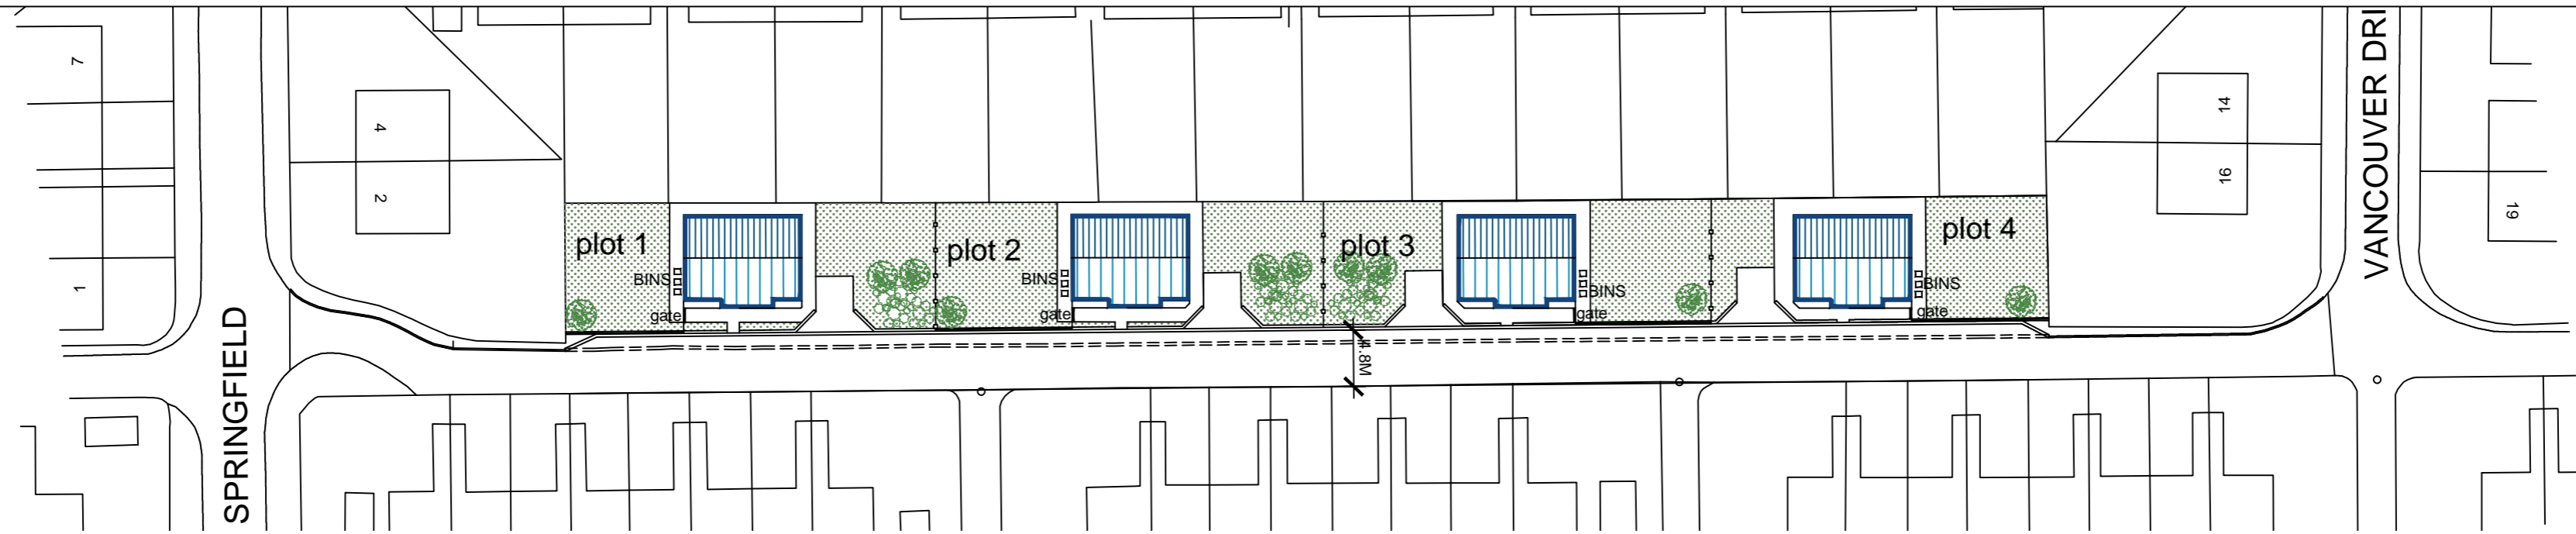 7
4
2
1
SPRINGFIELD
plot 1
BINS
gate
plot 2
BINS
gate
plot 3
4.8M
BINS
gate
plot 4
BINS
gate
14
16
VANCOUVER DRI
19